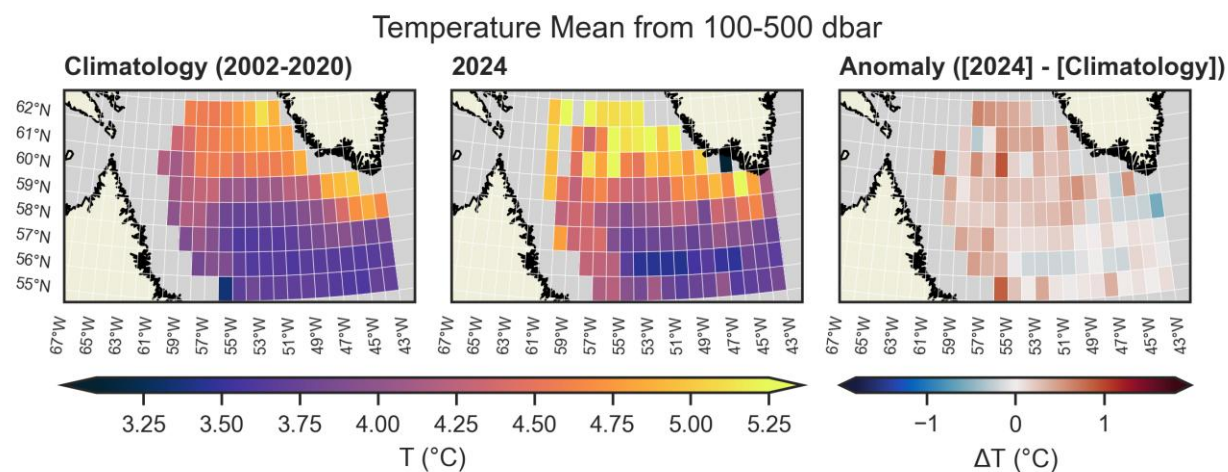 Temperature Mean from 100-500 dbar
Climatology (2002-2020)
2024
Anomaly ([2024] - [Climatology])
62°N
61°N
60°N
59°N
58°N
57°N
56°N
55°N
67°W 65°W 63°W 61°W 59°W 57°W 55°W 53°W 51°W 49°W 47°W 45°W 43°W
67°W 65°W 63°W 61°W 59°W 57°W 55°W 53°W 51°W 49°W 47°W 45°W 43°W
67°W 65°W 63°W 61°W 59°W 57°W 55°W 53°W 51°W 49°W 47°W 45°W 43°W
3.25 3.50 3.75 4.00 4.25 4.50 4.75 5.00 5.25
T (°C)
−1 0 1
ΔT (°C)